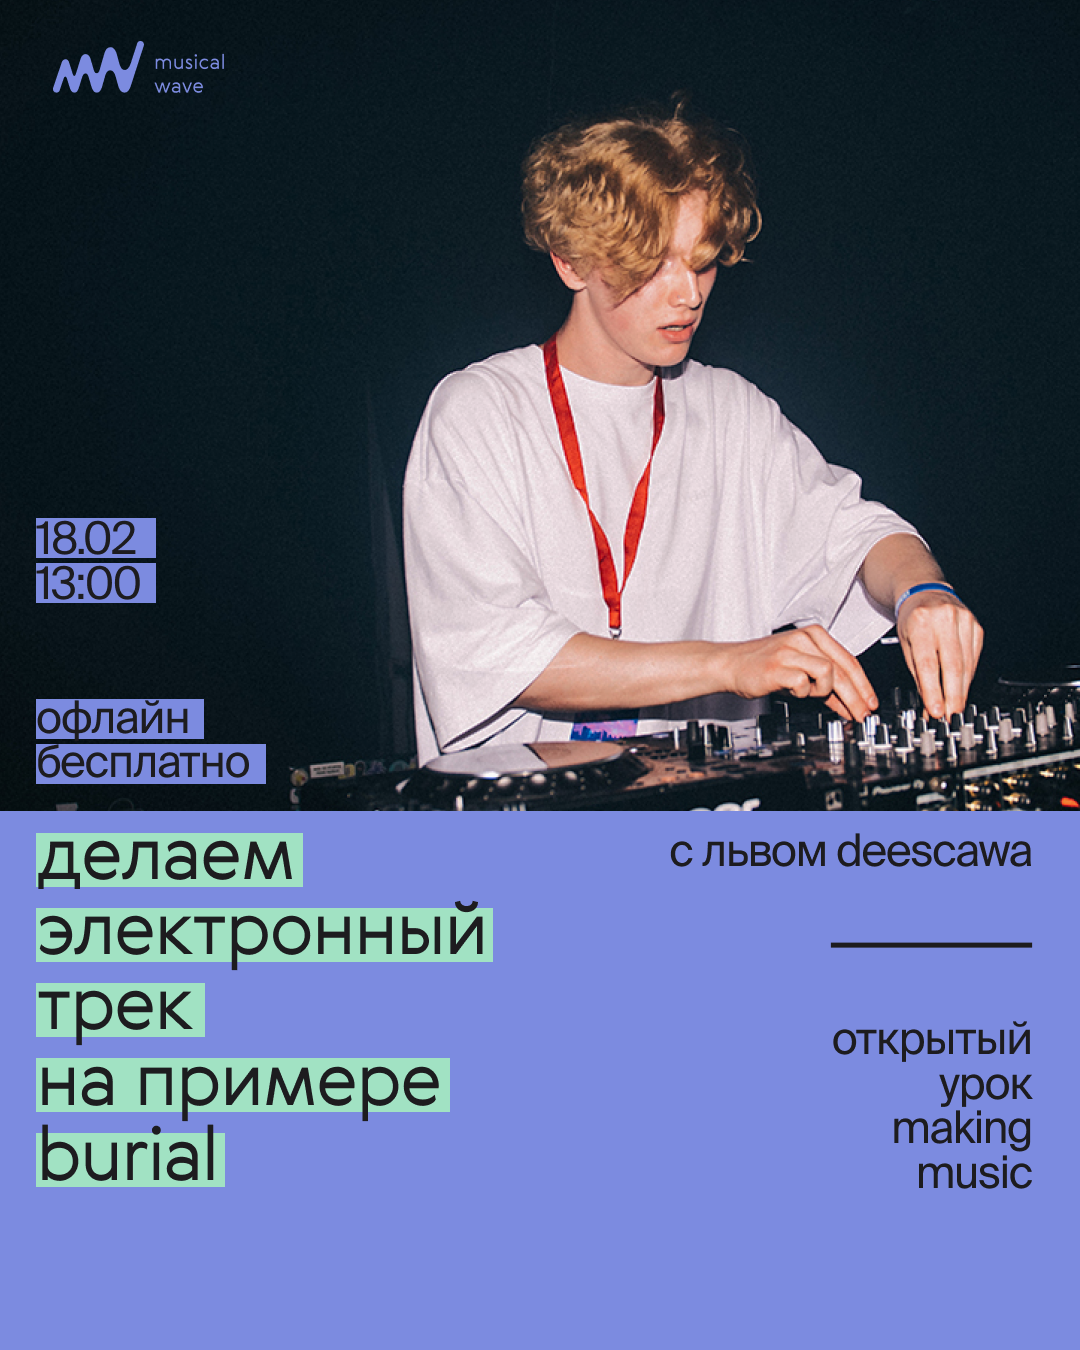 musical
wave
18.02
13:00
офлайн
бесплатно
делаем
электронный
трек
на примере
burial
с львом deescawa
открытый
урок
making
music